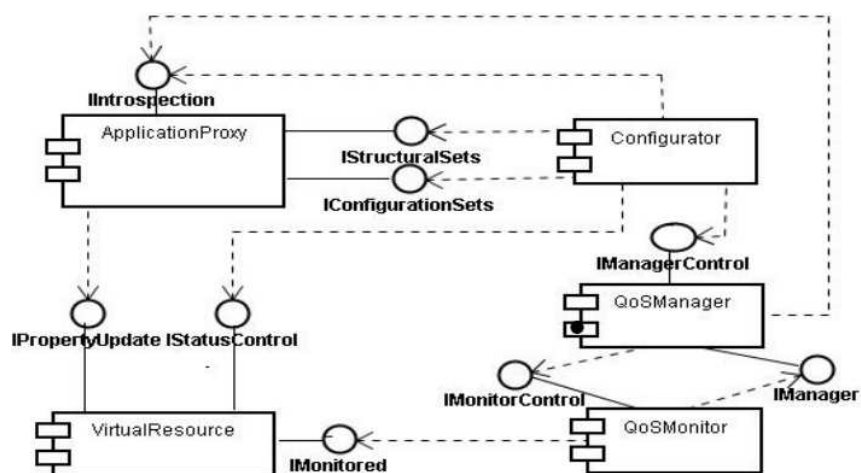 IIntrospection
ApplicationProxy
Configurator
IStructuralSets
IConfigurationSets
IManagerControl
QoSManager
IPropertyUpdate IStatusControl
IMonitorControl
IManager
VirtualResource
QoSMonitor
IMonitored